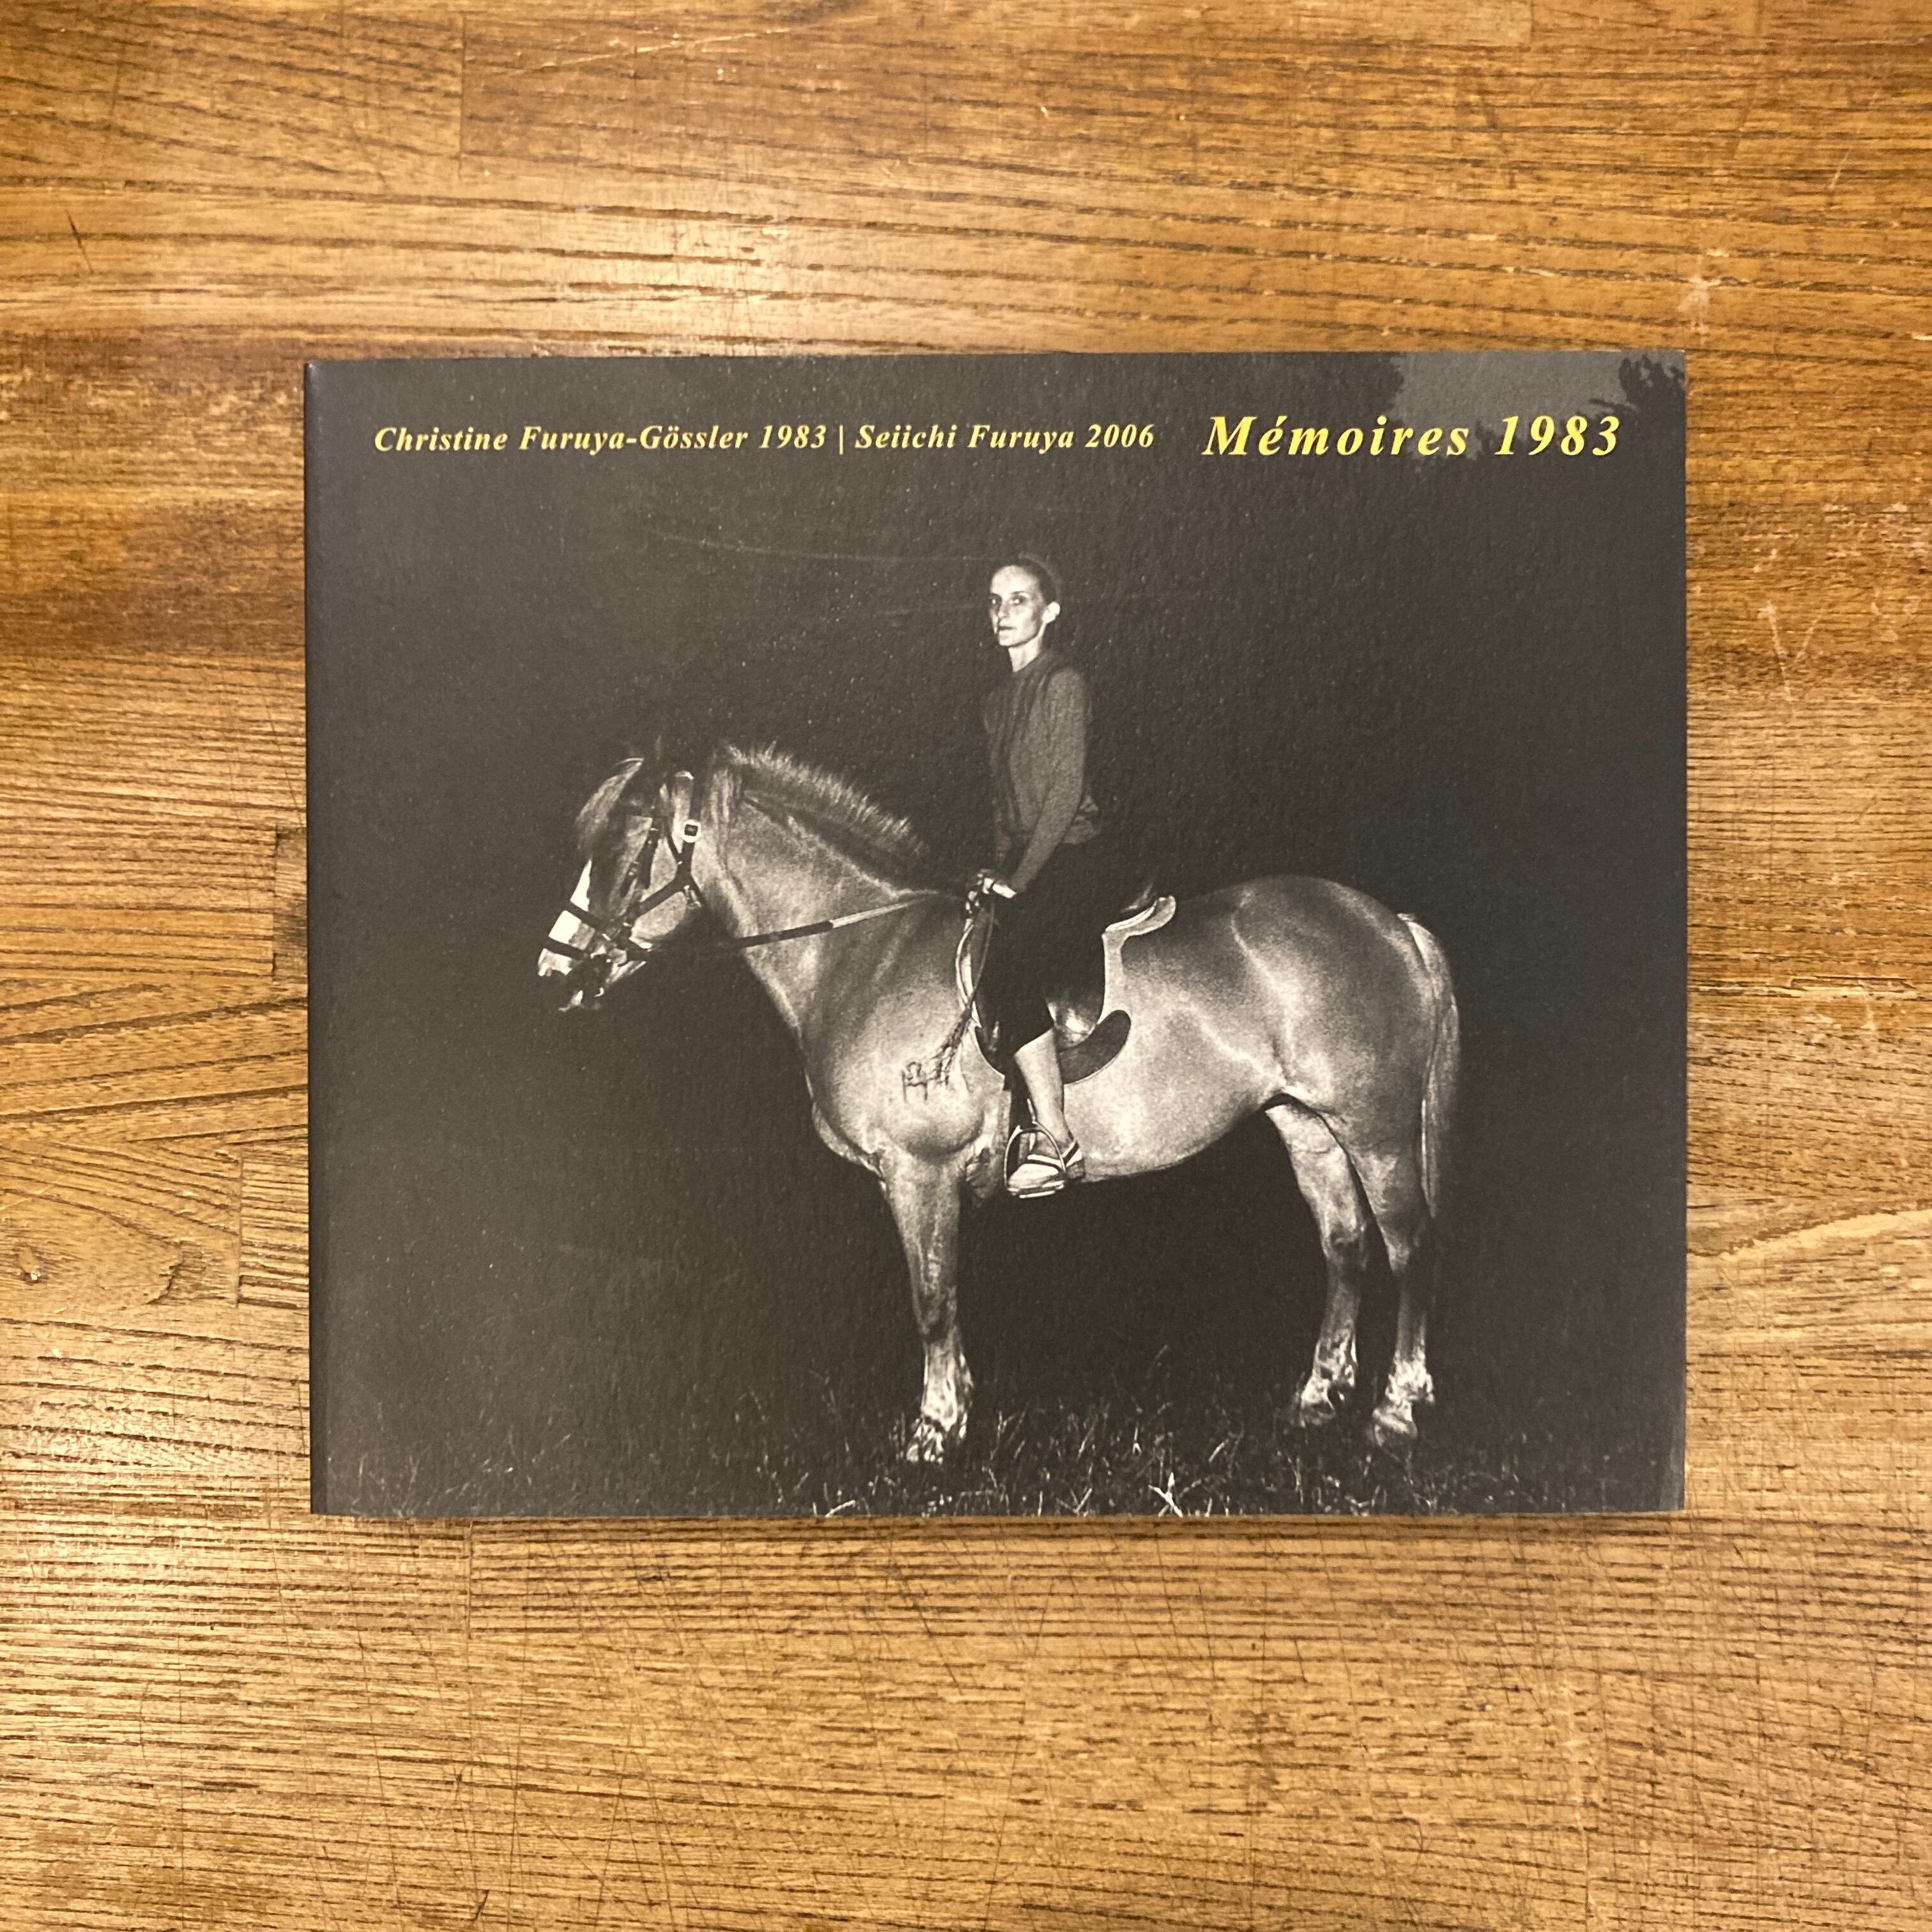 Christine Furuya-Gössler 1983 | Seiichi Furuya 2006 Mémoires 1983